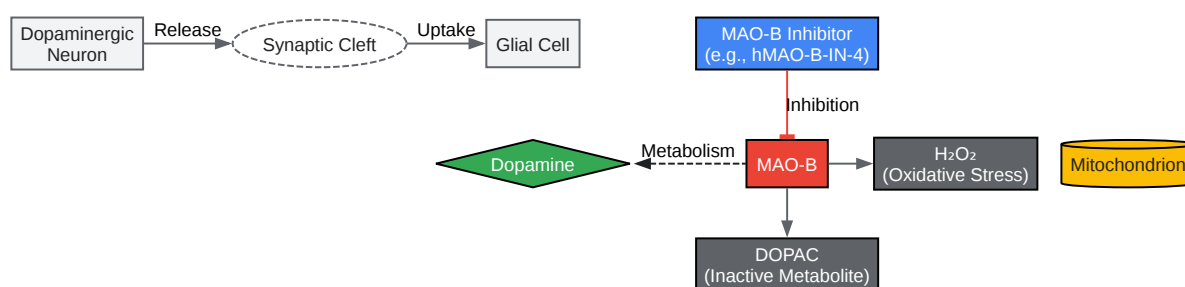 Dopaminergic
Neuron
Release
Synaptic Cleft
Uptake
Glial Cell
MAO-B Inhibitor
(e.g., hMAO-B-IN-4)
Inhibition
Dopamine
Metabolism
MAO-B
H₂O₂
(Oxidative Stress)
Mitochondrion
DOPAC
(Inactive Metabolite)